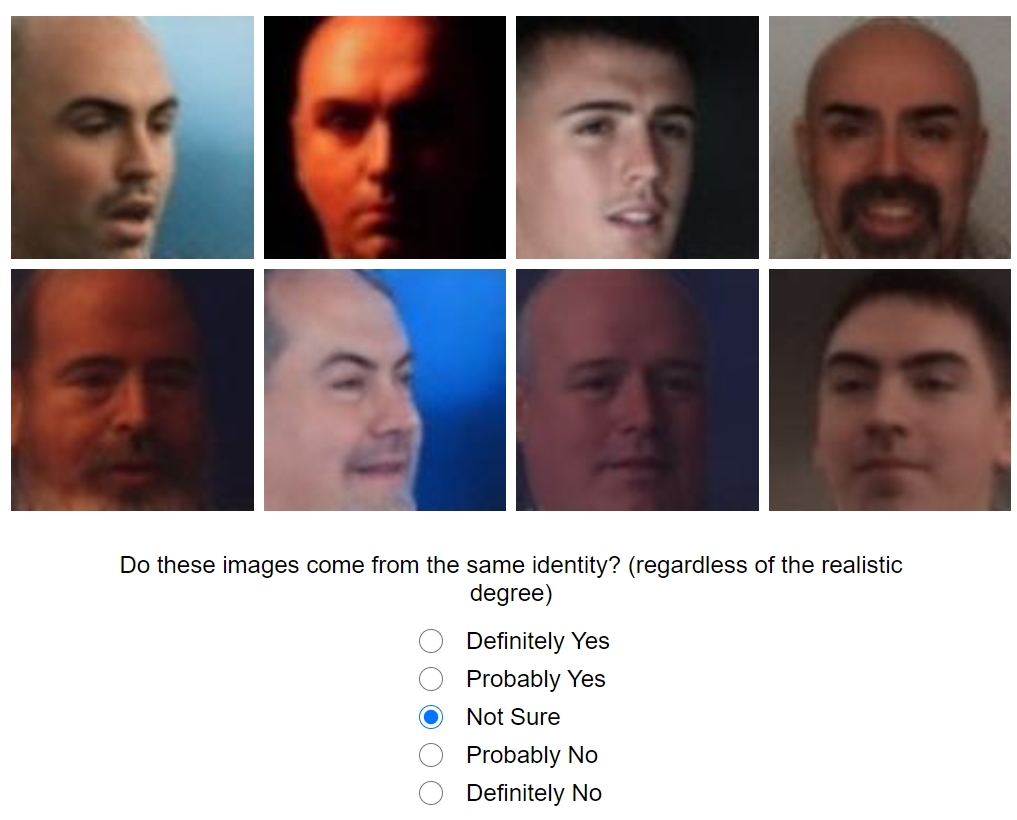 Do these images come from the same identity? (regardless of the realistic
degree)
Definitely Yes
Probably Yes
Not Sure
Probably No
Definitely No